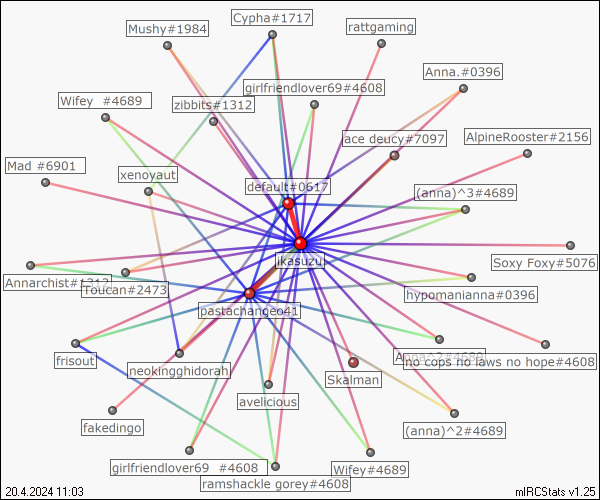 Cypha#1717
Mushy#1984
rattgaming
Anna.#0396
girlfriendlover69#4608
Wifey #4689
zibbits#1312
ace deucy#7097
AlpineRooster#2156
Mad #6901
xenoyaut
default#0617
(anna)^3#4689
ikasuzu
Soxy Foxy#5076
Annarchist#1312
Toucan#2473
hypomanianna#0396
pastachangeo41
frisout
neokingghidorah
Anna^2#4689
no cops no laws no hope#4608
Skalman
avelicious
fakedingo
(anna)^2#4689
girlfriendlover69 #4608
Wifey#4689
ramshackle gorey#4608
20.4.2024 11:03
mIRCStats v1.25